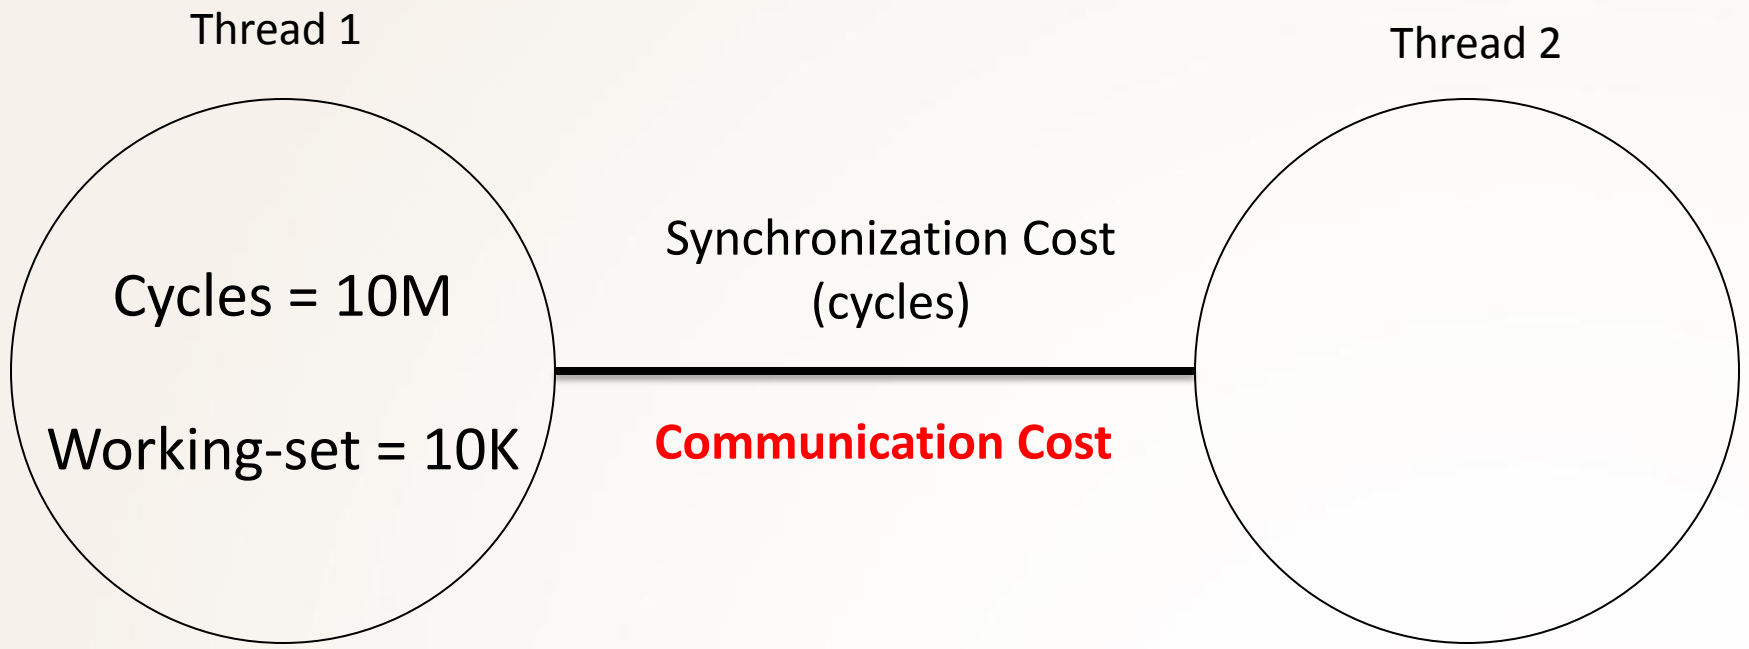 Thread 1
Thread 2
Cycles = 10M
Working-set = 10K
Synchronization Cost
(cycles)
Communication Cost